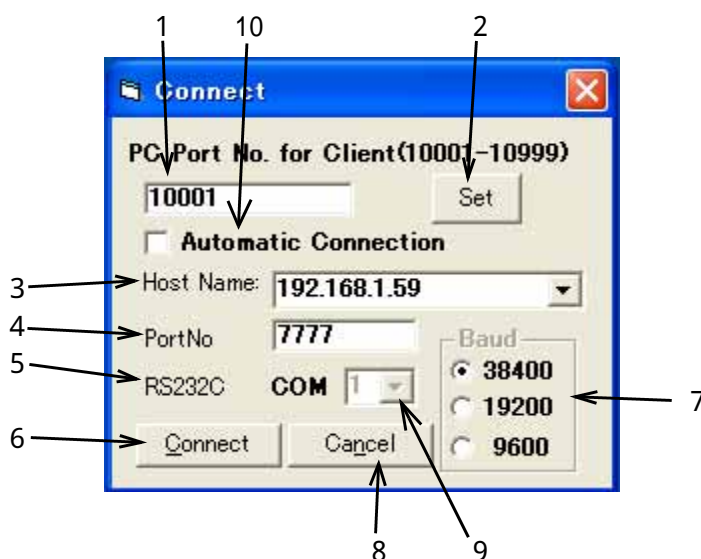 1 10 2
Connect
PC Port No. for Client(10001-10999)
10001 Set
Automatic Connection
3 Host Name: 192.168.1.59
4 PortNo 7777 Baud
5 RS232C COM 1 38400
7
19200
6 Connect Cancel 9600
8 9